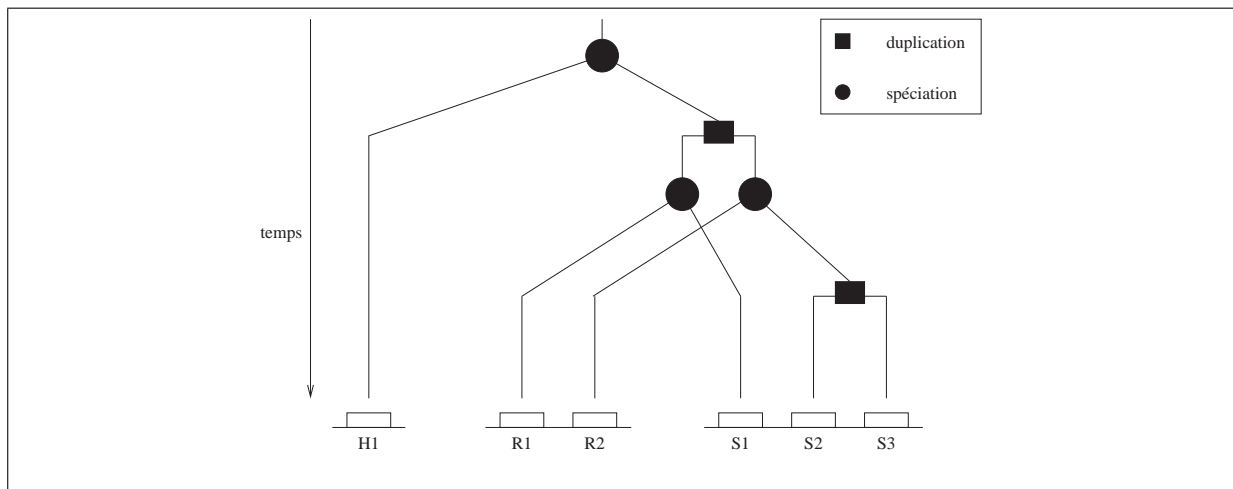 duplication
spéciation
temps
H1 R1 R2 S1 S2 S3